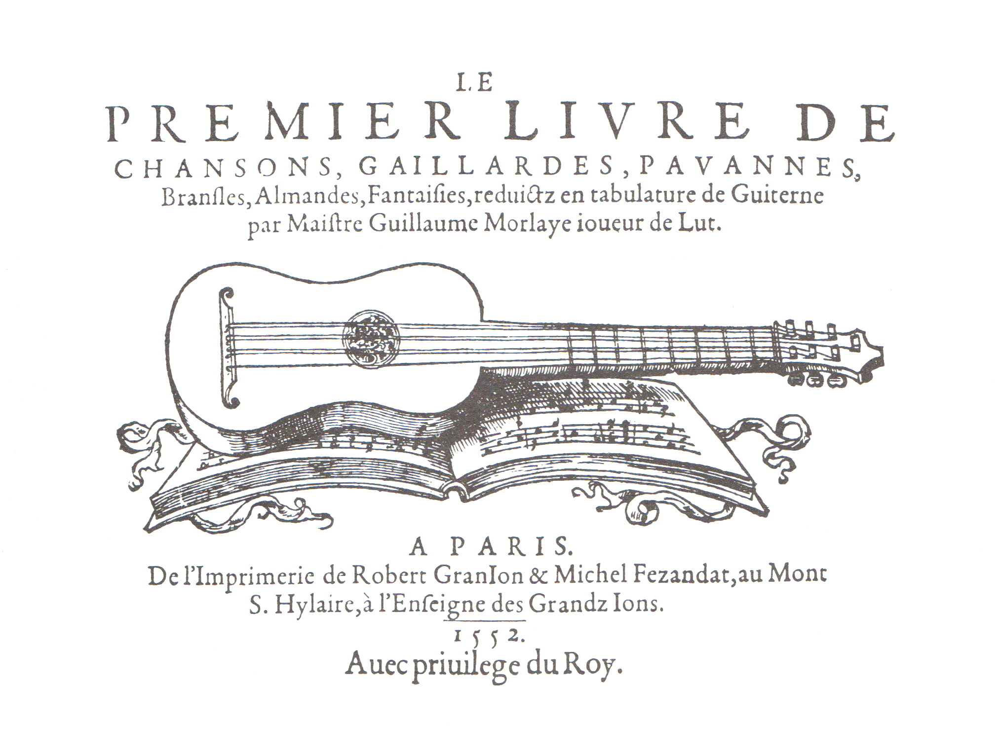 LE
PREMIER LIVRE DE
CHANSONS, GAILLARDES, PAVANNES,
Branſles, Almandes, Fantaiſies, reduictz en tabulature de Guiterne
par Maiſtre Guillaume Morlaye ioueur de Lut.
A PARIS.
De l'Imprimerie de Robert GranIon & Michel Fezandat, au Mont
S. Hylaire, à l'Enſeigne des Grandz Ions.
1552.
Auec priuilege du Roy.